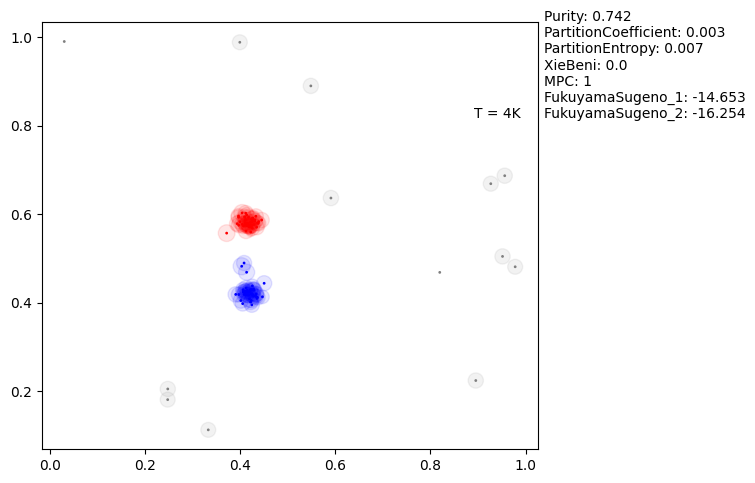 Purity: 0.742
PartitionCoefficient: 0.003
PartitionEntropy: 0.007
XieBeni: 0.0
MPC: 1
FukuyamaSugeno_1: -14.653
FukuyamaSugeno_2: -16.254
T = 4K
1.0
0.8
0.6
0.4
0.2
0.0 0.2 0.4 0.6 0.8 1.0